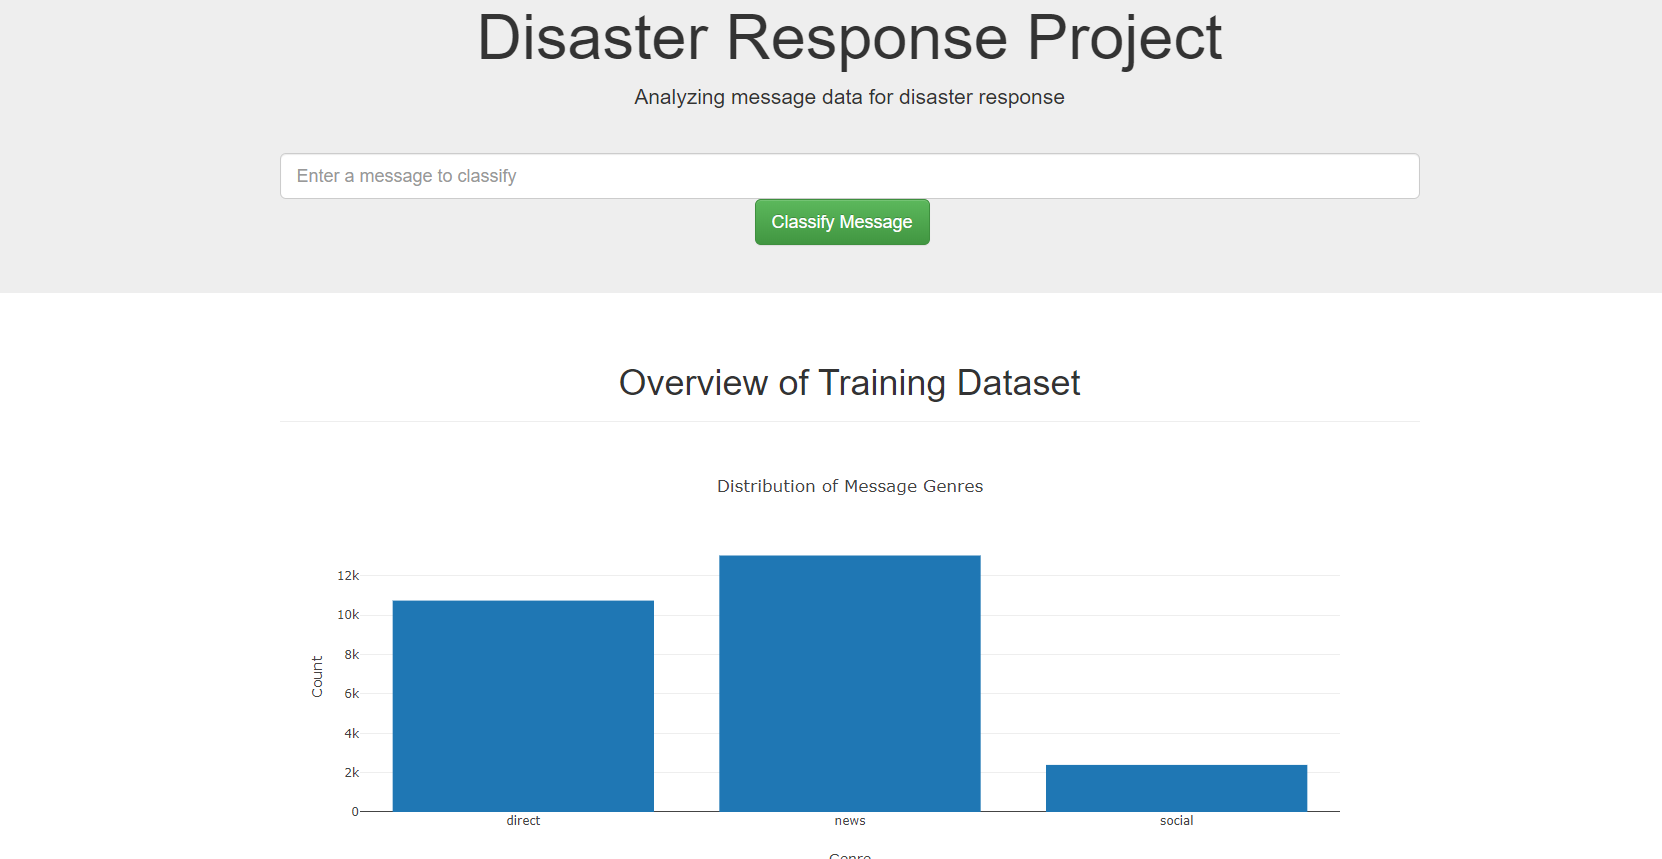 Disaster Response Project
Analyzing message data for disaster response
Enter a message to classify
Classify Message
Overview of Training Dataset
Distribution of Message Genres
12k
10k
8k
6k
4k
2k
0
Count
direct
news
social
Genre